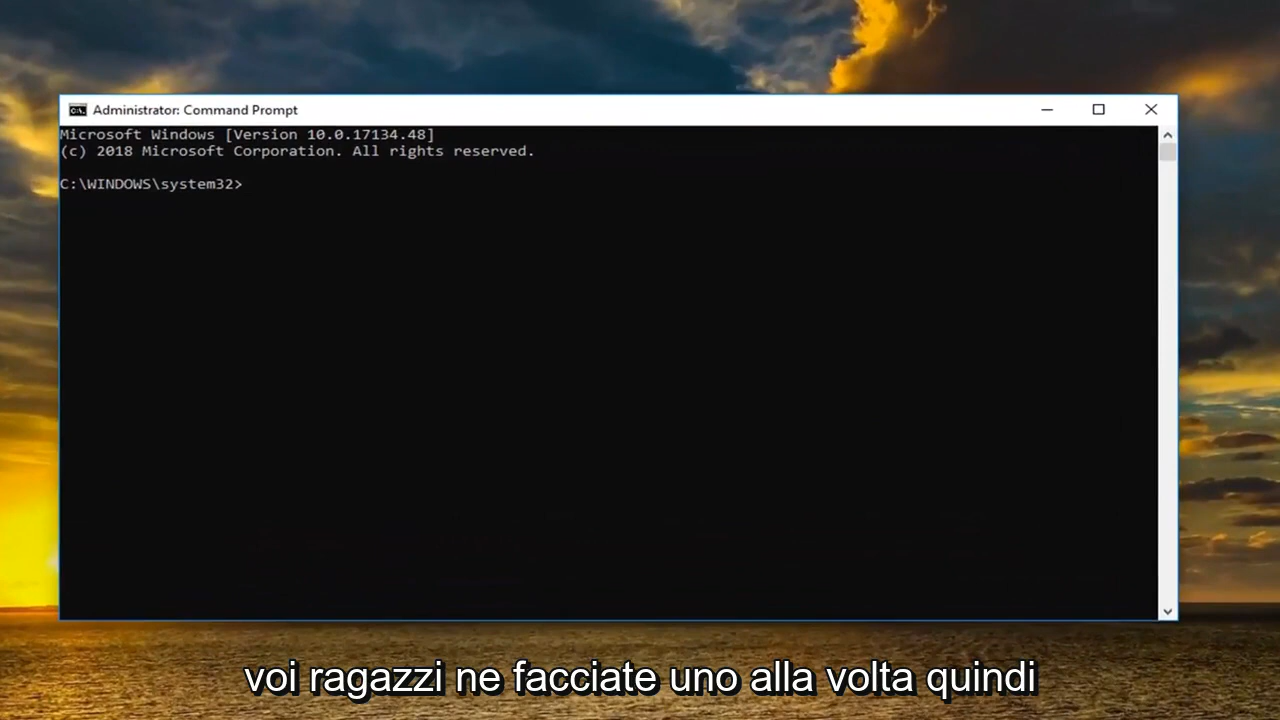 Administrator: Command Prompt
Microsoft Windows [Version 10.0.17134.48]
(c) 2018 Microsoft Corporation. All rights reserved.
C:\WINDOWS\system32>
voi ragazzi ne facciate uno alla volta quindi